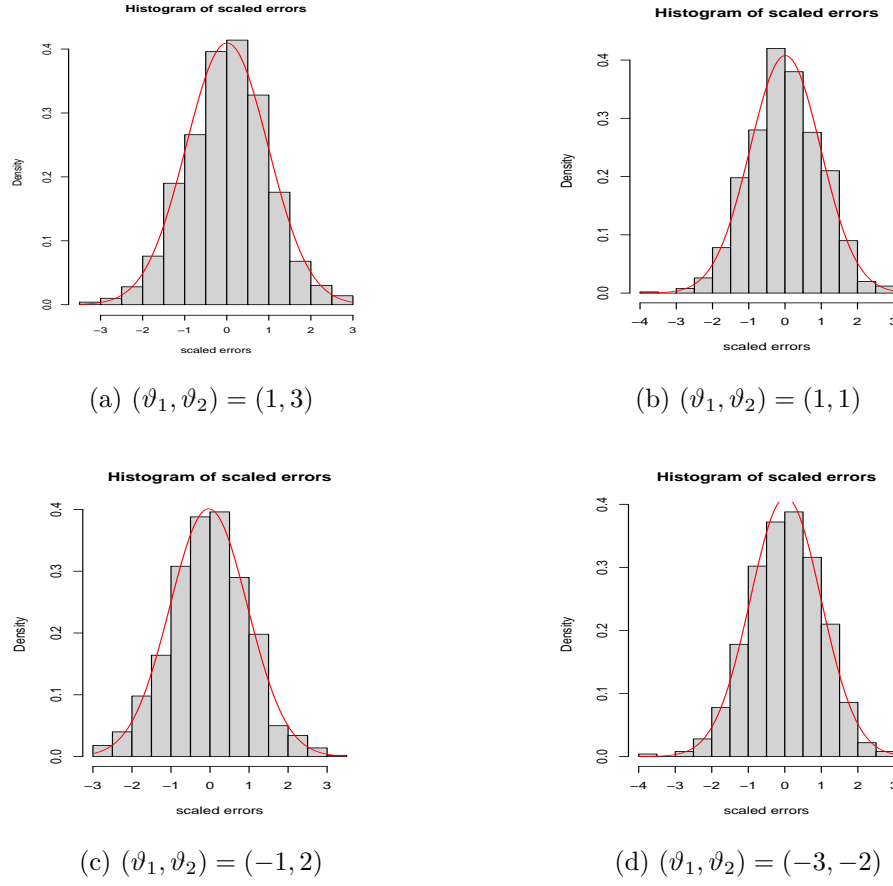 Histogram of scaled errors
Density
0.0 0.1 0.2 0.3 0.4
−3 −2 −1 0 1 2 3
scaled errors
(a) (ϑ₁, ϑ₂) = (1, 3)
Histogram of scaled errors
Density
0.0 0.1 0.2 0.3 0.4
−4 −3 −2 −1 0 1 2 3
scaled errors
(b) (ϑ₁, ϑ₂) = (1, 1)
Histogram of scaled errors
Density
0.0 0.1 0.2 0.3 0.4
−3 −2 −1 0 1 2 3
scaled errors
(c) (ϑ₁, ϑ₂) = (−1, 2)
Histogram of scaled errors
Density
0.0 0.1 0.2 0.3 0.4
−4 −3 −2 −1 0 1 2 3
scaled errors
(d) (ϑ₁, ϑ₂) = (−3, −2)